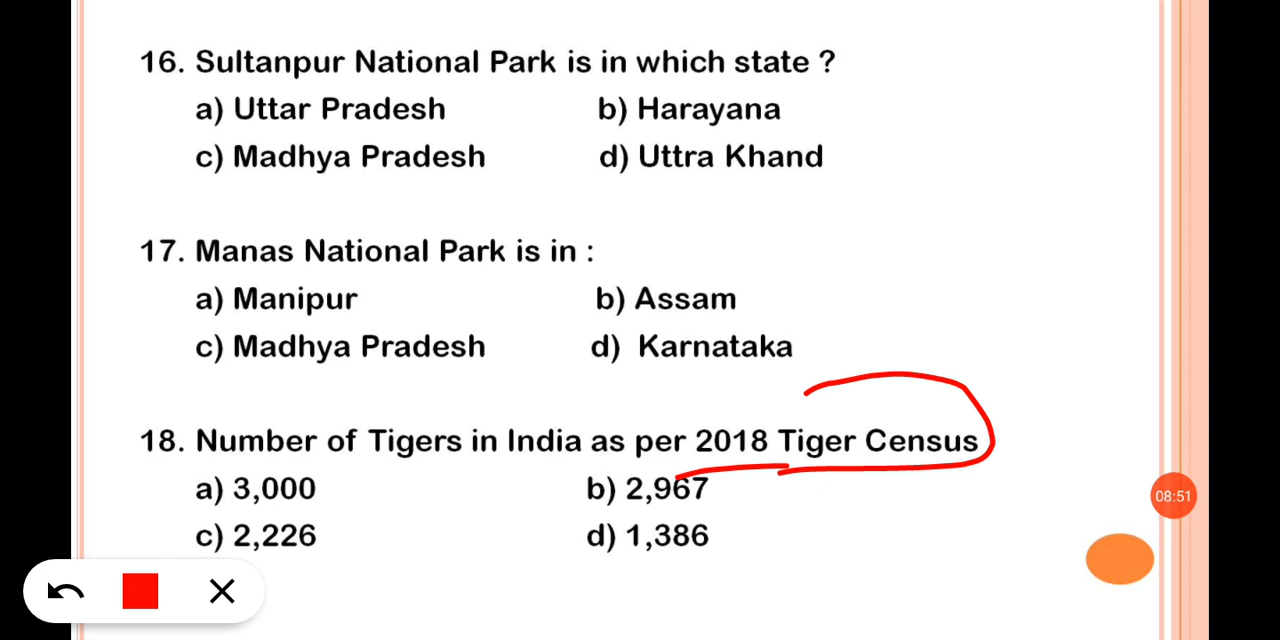 16. Sultanpur National Park is in which state ?
a) Uttar Pradesh b) Harayana
c) Madhya Pradesh d) Uttra Khand
17. Manas National Park is in :
a) Manipur b) Assam
c) Madhya Pradesh d) Karnataka
18. Number of Tigers in India as per 2018 Tiger Census
a) 3,000 b) 2,967
c) 2,226 d) 1,386
08:51